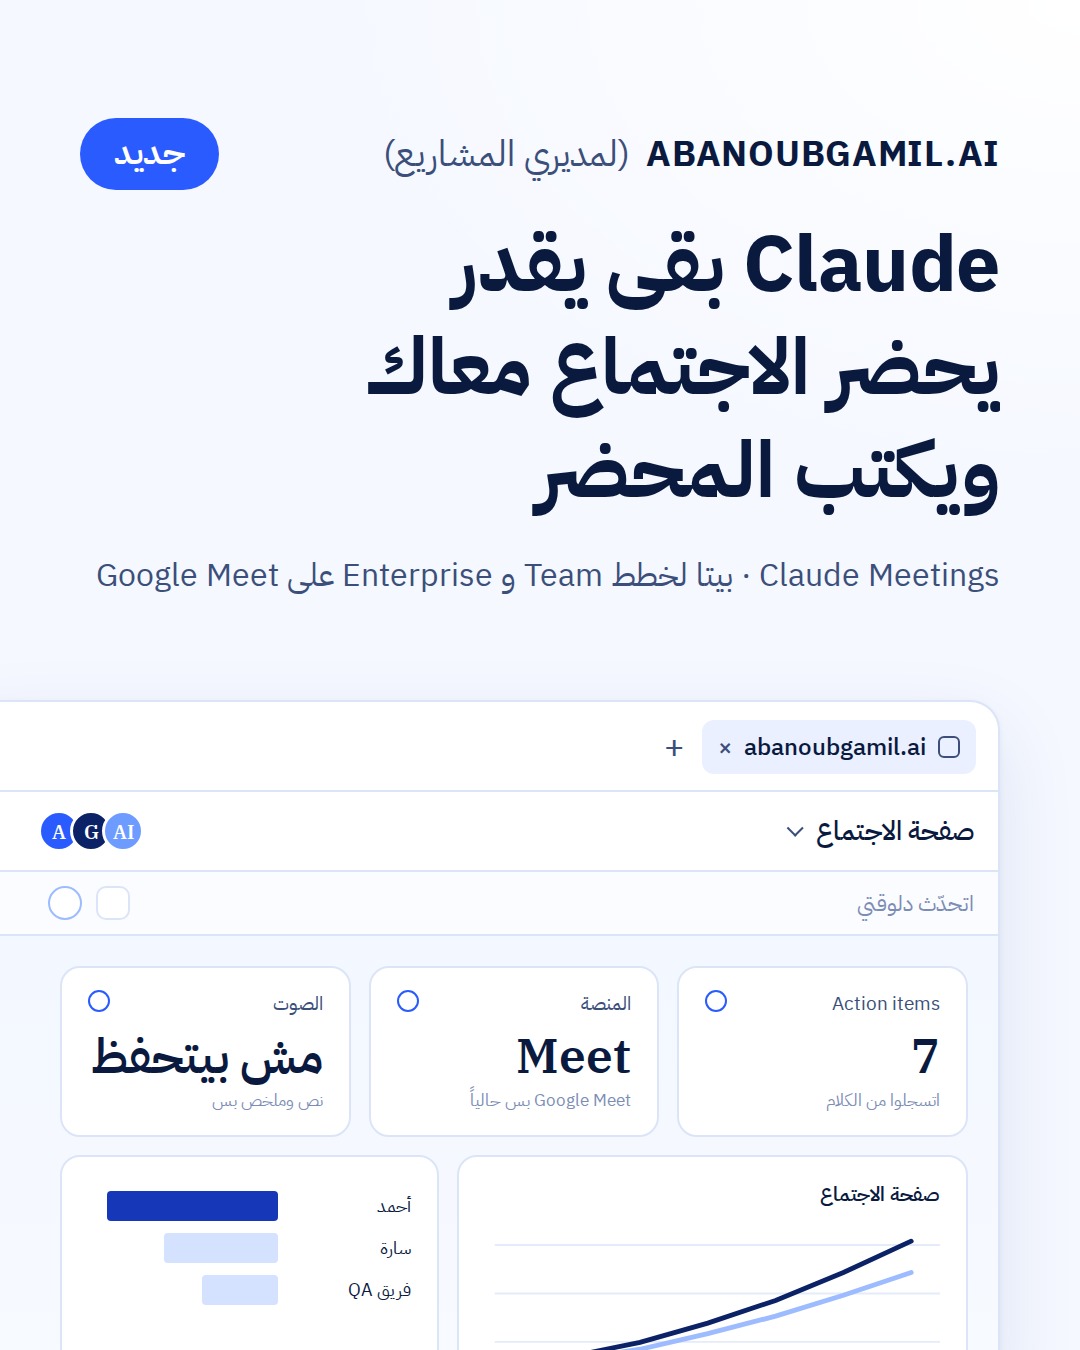 ABANOUBGAMIL.AI (لمديري المشاريع)
جديد
Claude بقى يقدر
يحضر الاجتماع معاك
ويكتب المحضر
Claude Meetings · بيتا لخطط Team و Enterprise على Google Meet
abanoubgamil.ai × +
صفحة الاجتماع
AI G A
اتحدّث دلوقتي
Action items
7
اتسجلوا من الكلام
المنصة
Meet
Google Meet بس حالياً
الصوت
مش بيتحفظ
نص وملخص بس
صفحة الاجتماع
أحمد
سارة
فريق QA